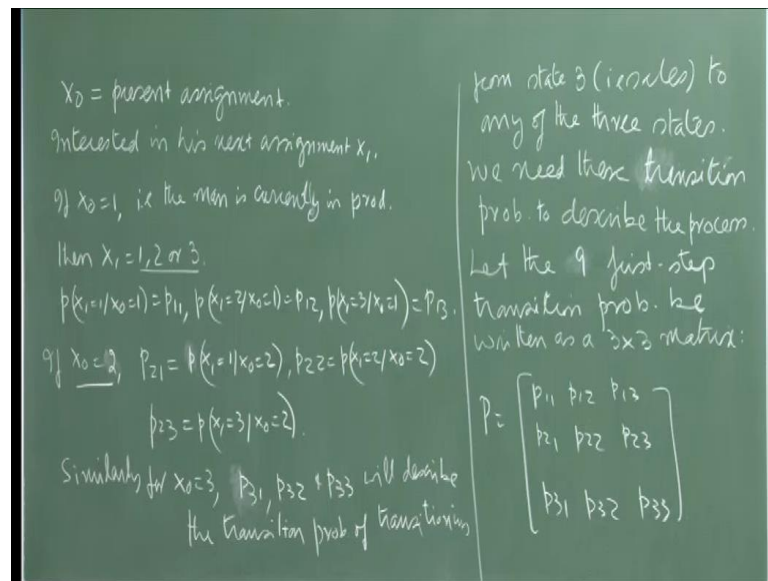 X0 = present assignment.
Interested in his next assignment X1.
If X0=1, ie the man is currently in prod.
then X1 = 1, 2 or 3.
p(X1=1/X0=1)=P11, p(X1=2/X0=1)=P12, p(X1=3/X0=1)=P13.
If X0=2, P21= p(X1=1/X0=2), P22=p(X1=2/X0=2)
p23=p(X1=3/X0=2).
Similarly for X0=3, P31, P32 & P33 will describe
the transition prob of transitioning
from state 3 (ie sales) to
any of the three states.
We need these transition
prob. to describe the process.
Let the 9 first-step
transition prob. be
written as a 3x3 matrix:
P= [ P11 P12 P13
P21 P22 P23
P31 P32 P33 ]